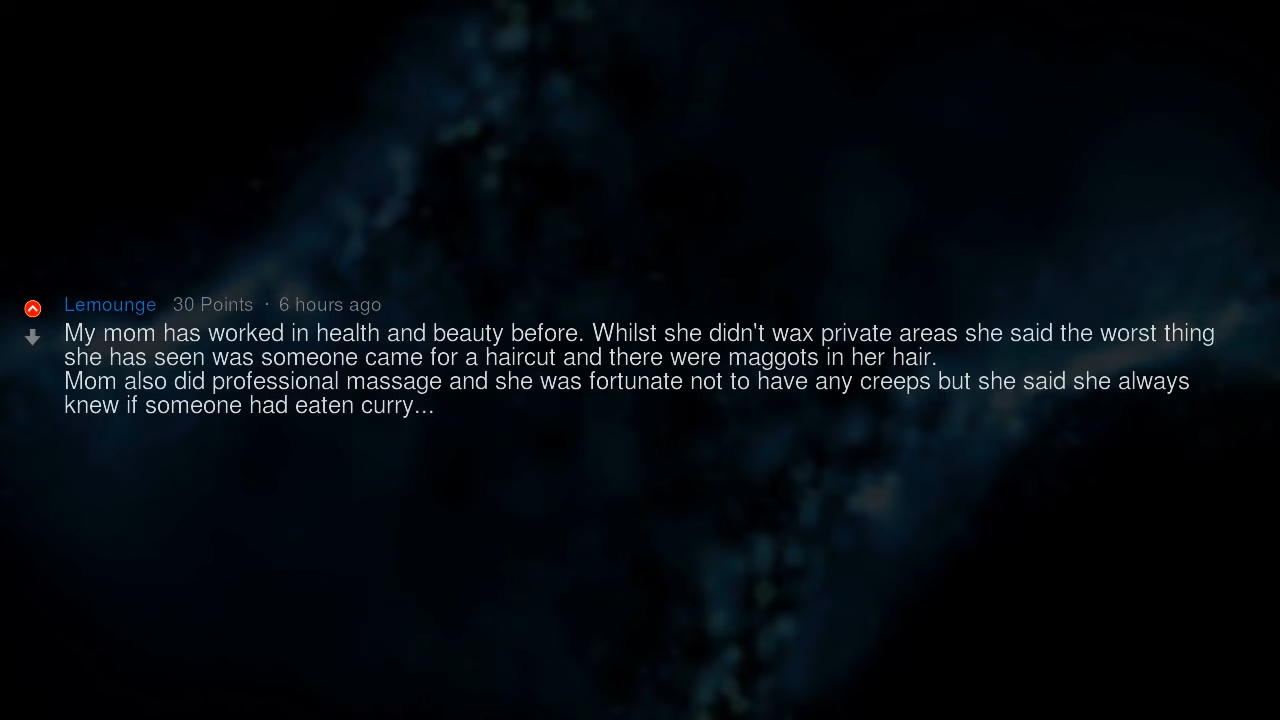 Lemounge 30 Points · 6 hours ago
My mom has worked in health and beauty before. Whilst she didn't wax private areas she said the worst thing
she has seen was someone came for a haircut and there were maggots in her hair.
Mom also did professional massage and she was fortunate not to have any creeps but she said she always
knew if someone had eaten curry...